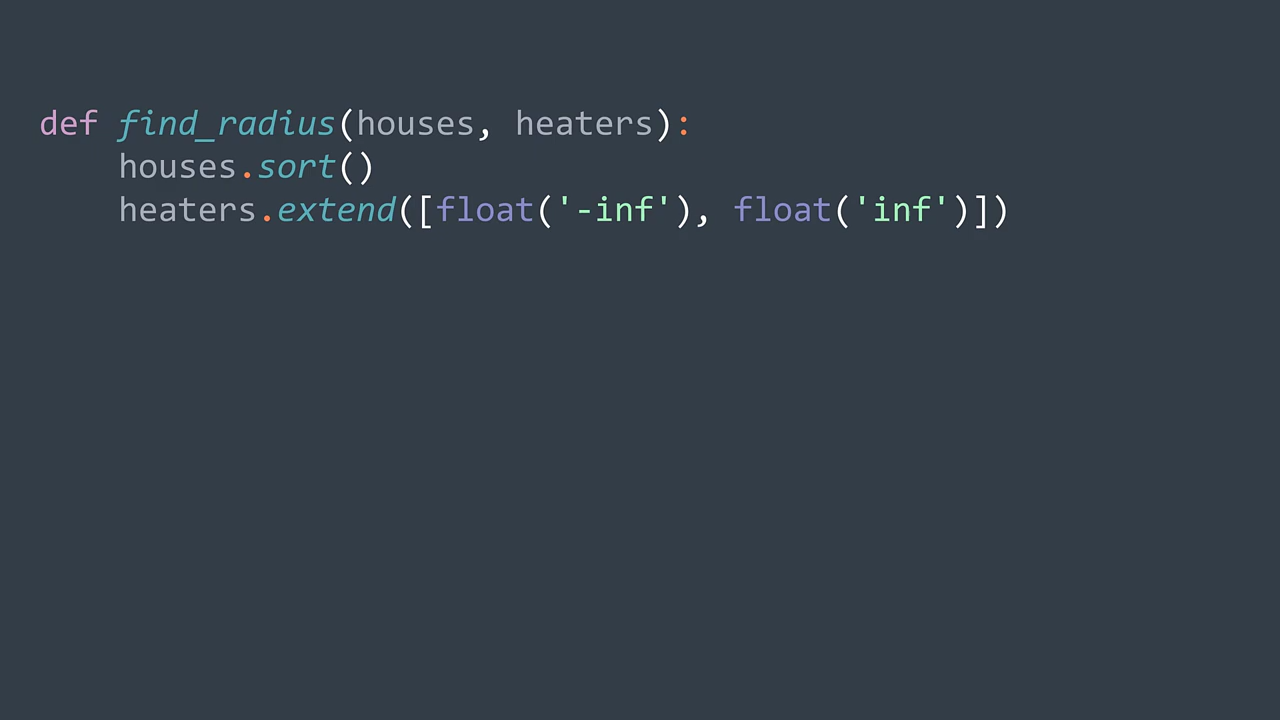 def find_radius(houses, heaters):
    houses.sort()
    heaters.extend([float('-inf'), float('inf')])